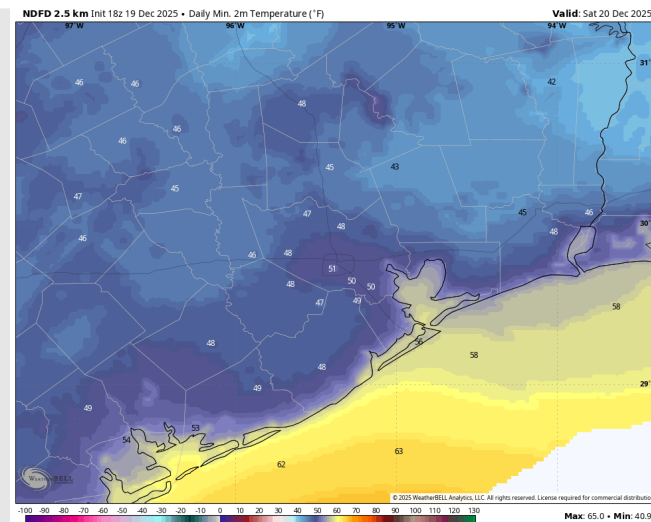 NDFD 2.5 km Init 18z 19 Dec 2025 • Daily Min. 2m Temperature (°F)
Valid: Sat 20 Dec 2025
97°W 96°W 95°W 94°W
31°
46 46 48 42
46 46
45 43
47 45
47 45 46
46 48 48 30°
46 48
51
48 50 50
47 49
58
48 56 58
48 29°
49
49
53
54
63
62
WEATHERBELL
© 2025 WeatherBELL Analytics, LLC. All rights reserved. License required for commercial distributio
-100 -90 -80 -70 -60 -50 -40 -30 -20 -10 0 10 20 30 40 50 60 70 80 90 100 110 120 130
Max: 65.0 • Min: 40.9